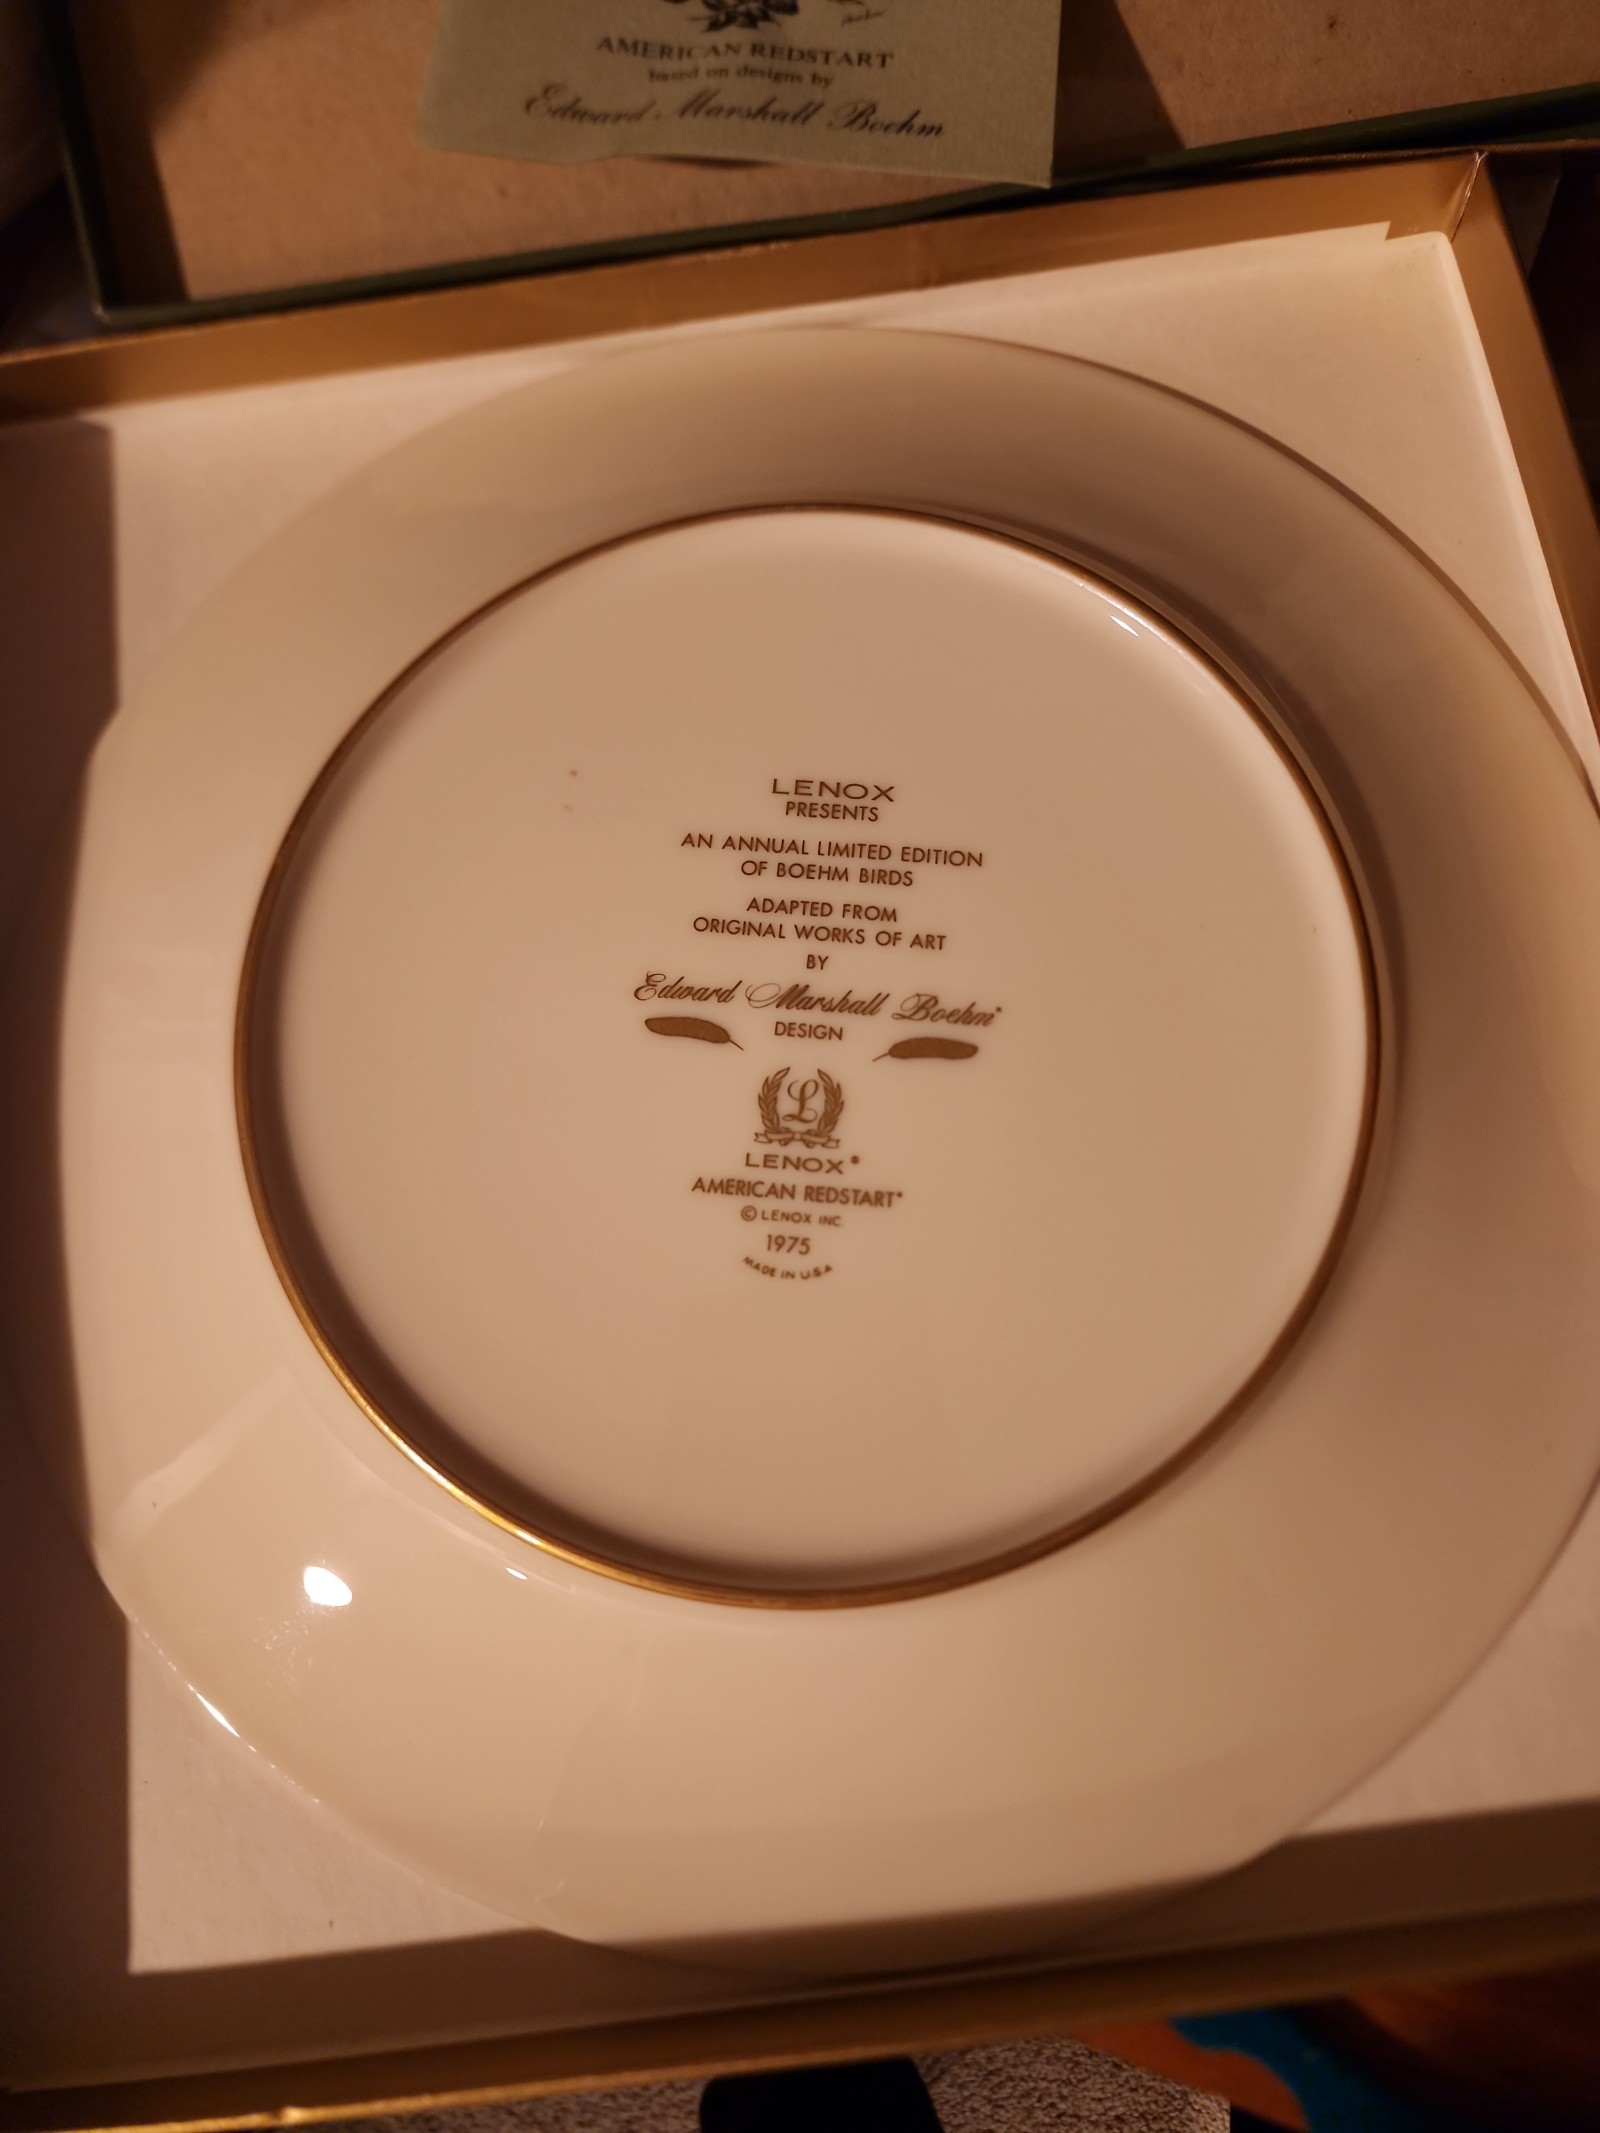 AMERICAN REDSTART
based on designs by
Edward Marshall Boehm
LENOX
PRESENTS
AN ANNUAL LIMITED EDITION
OF BOEHM BIRDS
ADAPTED FROM
ORIGINAL WORKS OF ART
BY
Edward Marshall Boehm®
DESIGN
L
LENOX®
AMERICAN REDSTART®
© LENOX INC.
1975
MADE IN U.S.A